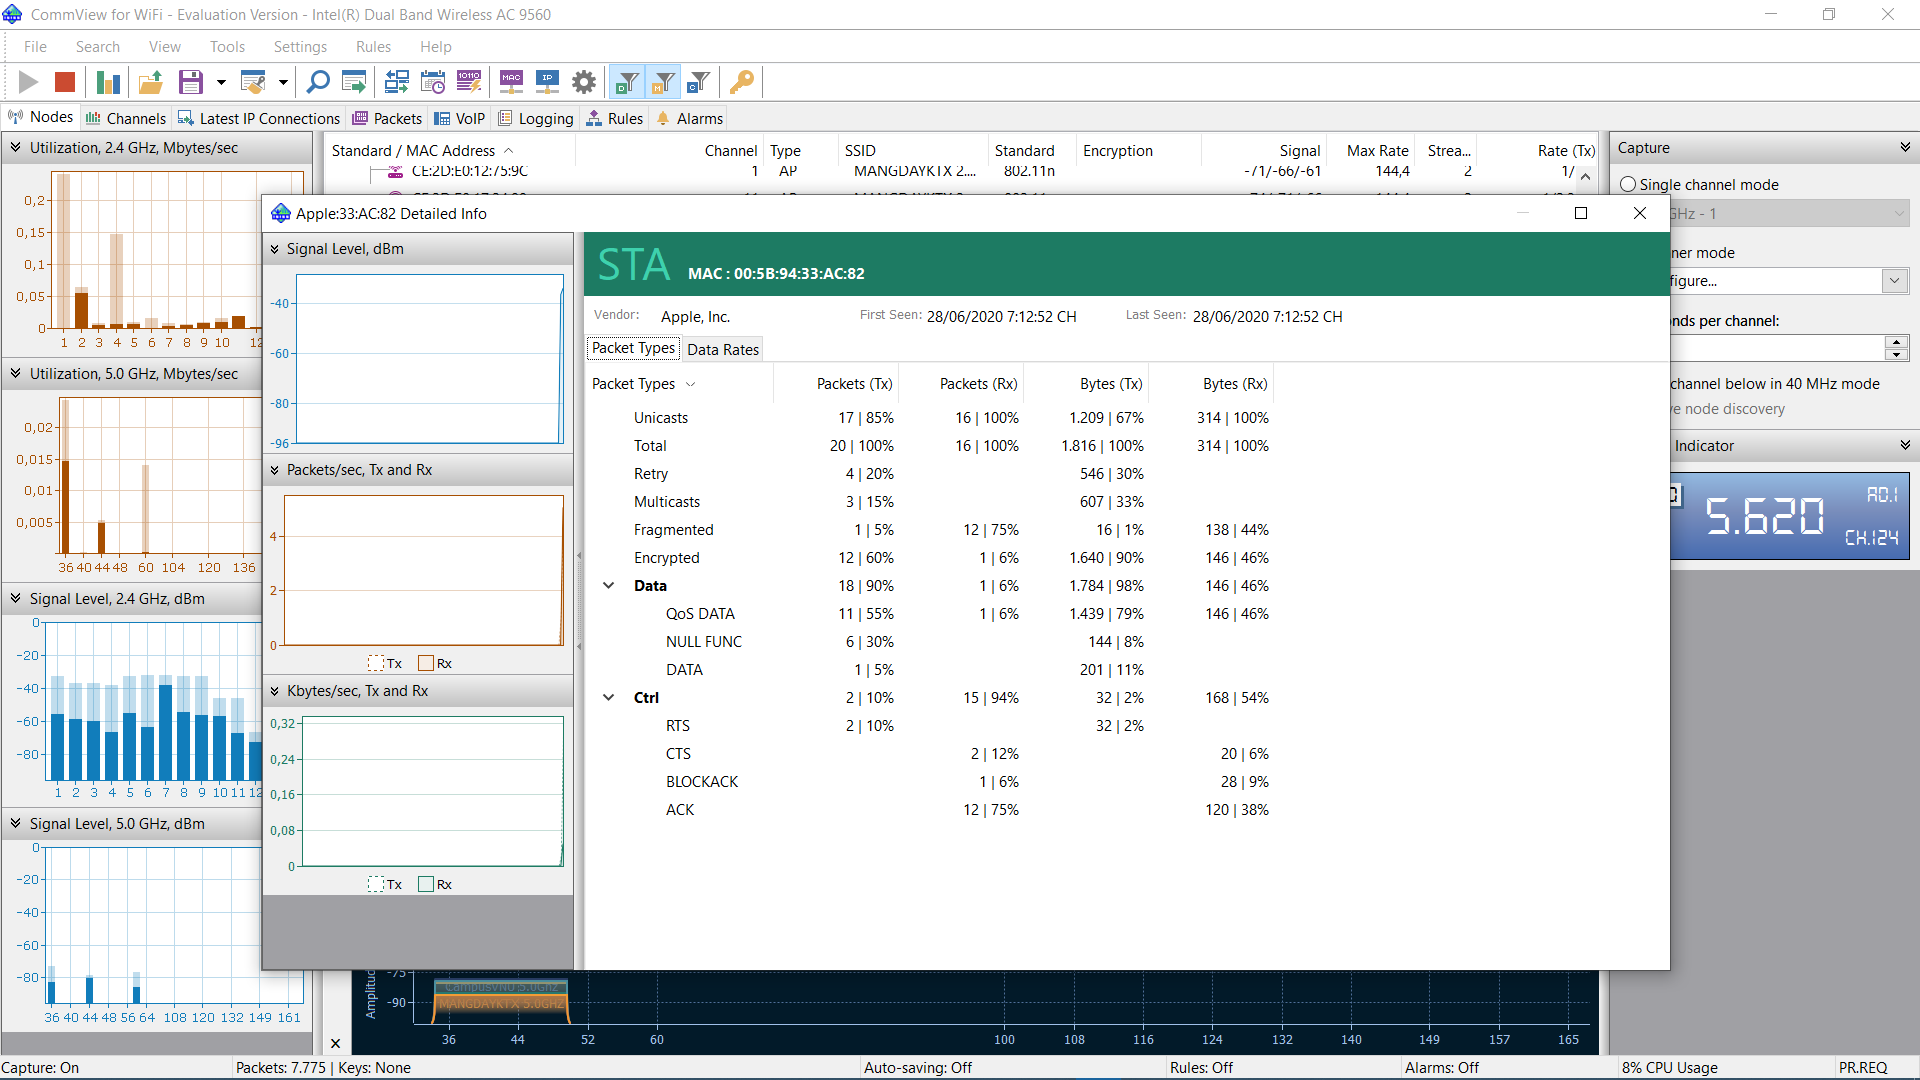 CommView for WiFi - Evaluation Version - Intel(R) Dual Band Wireless AC 9560
File Search View Tools Settings Rules Help
Nodes Channels Latest IP Connections Packets VoIP Logging Rules Alarms
Utilization, 2.4 GHz, Mbytes/sec
0,2
0,15
0,1
0,05
0
1 2 3 4 5 6 7 8 9 10 12
Utilization, 5.0 GHz, Mbytes/sec
0,02
0,015
0,01
0,005
36 40 44 48 60 104 120 136
Signal Level, 2.4 GHz, dBm
0
-20
-40
-60
-80
1 2 3 4 5 6 7 8 9 10 11 12
Signal Level, 5.0 GHz, dBm
0
-20
-40
-60
-80
36 40 44 48 56 64 108 120 132 149 161
Standard / MAC Address Channel Type SSID Standard Encryption Signal Max Rate Strea... Rate (Tx)
CE:2D:E0:12:75:9C 1 AP MANGDAYKTX 2.... 802.11n -71/-66/-61 144,4 2 1/
Apple:33:AC:82 Detailed Info
Signal Level, dBm
-40
-60
-80
-96
Packets/sec, Tx and Rx
4
2
0
Tx Rx
Kbytes/sec, Tx and Rx
0,32
0,24
0,16
0,08
0
Tx Rx
STA MAC : 00:5B:94:33:AC:82
Vendor: Apple, Inc. First Seen: 28/06/2020 7:12:52 CH Last Seen: 28/06/2020 7:12:52 CH
Packet Types Data Rates
Packet Types Packets (Tx) Packets (Rx) Bytes (Tx) Bytes (Rx)
Unicasts 17 | 85% 16 | 100% 1.209 | 67% 314 | 100%
Total 20 | 100% 16 | 100% 1.816 | 100% 314 | 100%
Retry 4 | 20% 546 | 30%
Multicasts 3 | 15% 607 | 33%
Fragmented 1 | 5% 12 | 75% 16 | 1% 138 | 44%
Encrypted 12 | 60% 1 | 6% 1.640 | 90% 146 | 46%
Data 18 | 90% 1 | 6% 1.784 | 98% 146 | 46%
QoS DATA 11 | 55% 1 | 6% 1.439 | 79% 146 | 46%
NULL FUNC 6 | 30% 144 | 8%
DATA 1 | 5% 201 | 11%
Ctrl 2 | 10% 15 | 94% 32 | 2% 168 | 54%
RTS 2 | 10% 32 | 2%
CTS 2 | 12% 20 | 6%
BLOCKACK 1 | 6% 28 | 9%
ACK 12 | 75% 120 | 38%
Capture
Single channel mode
GHz - 1
ner mode
figure...
nds per channel:
channel below in 40 MHz mode
ve node discovery
Indicator
5.620
A0.1
CH.124
Amplitud
-75
-90
CampusVNU 5.0Ghz
MANGDAYKTX 5.0GHZ
36 44 52 60 100 108 116 124 132 140 149 157 165
Capture: On Packets: 7.775 | Keys: None Auto-saving: Off Rules: Off Alarms: Off 8% CPU Usage PR.REQ